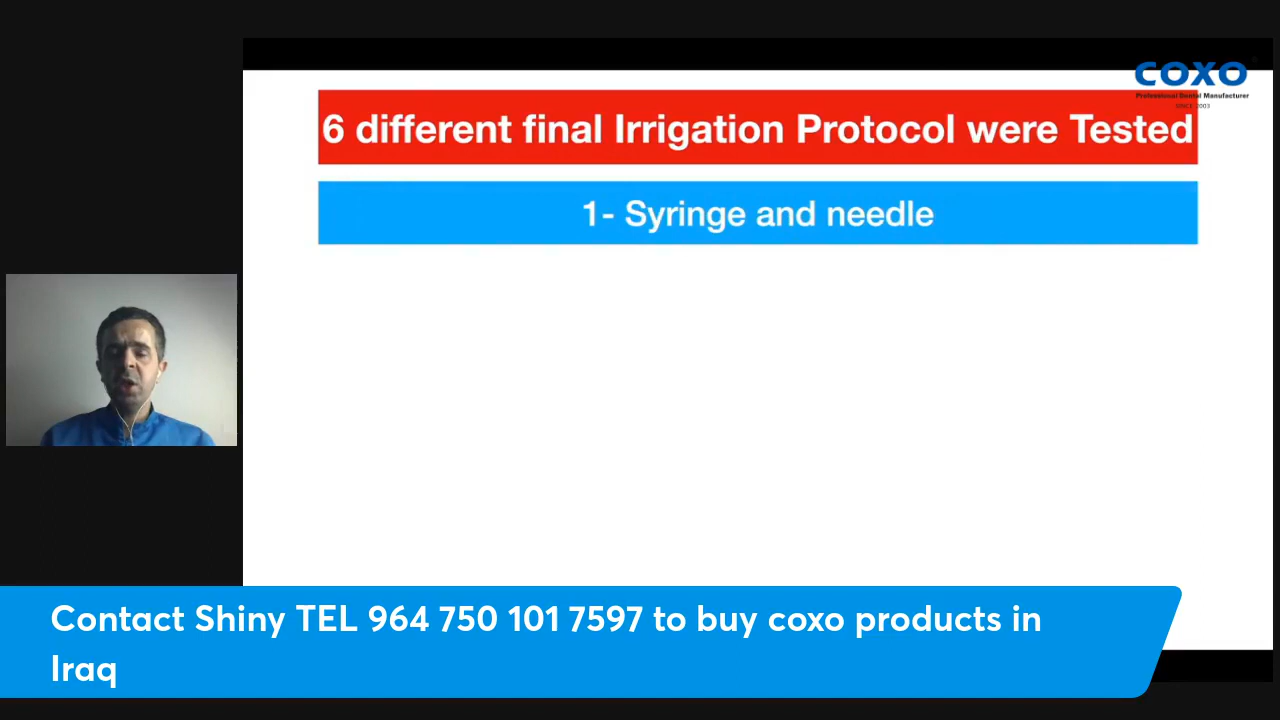 COXO
Professional Dental Manufacturer
SINCE 2003
6 different final Irrigation Protocol were Tested
1- Syringe and needle
Contact Shiny TEL 964 750 101 7597 to buy coxo products in
Iraq